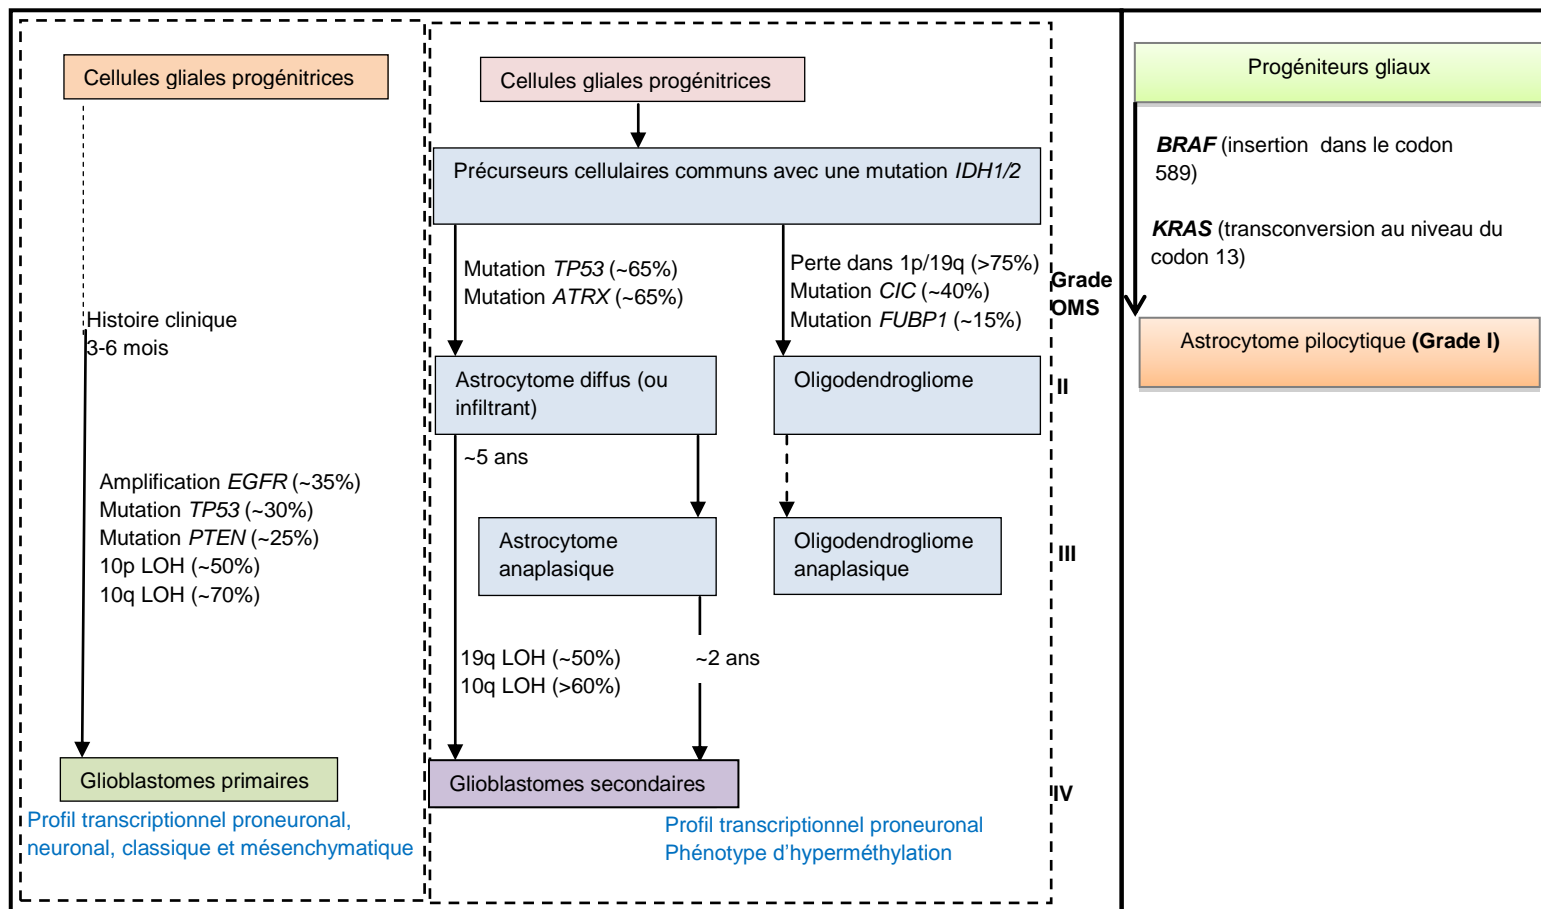 Cellules gliales progénitrices
Histoire clinique
3-6 mois
Amplification EGFR (~35%)
Mutation TP53 (~30%)
Mutation PTEN (~25%)
10p LOH (~50%)
10q LOH (~70%)
Glioblastomes primaires
Profil transcriptionnel proneuronal,
neuronal, classique et mésenchymatique
Cellules gliales progénitrices
Précurseurs cellulaires communs avec une mutation IDH1/2
Mutation TP53 (~65%)
Mutation ATRX (~65%)
Perte dans 1p/19q (>75%)
Mutation CIC (~40%)
Mutation FUBP1 (~15%)
Grade
OMS
Astrocytome diffus (ou
infiltrant)
Oligodendrogliome
II
~5 ans
Astrocytome
anaplasique
Oligodendrogliome
anaplasique
III
19q LOH (~50%)
10q LOH (>60%)
~2 ans
Glioblastomes secondaires
IV
Profil transcriptionnel proneuronal
Phénotype d'hyperméthylation
Progéniteurs gliaux
BRAF (insertion dans le codon
589)
KRAS (transconversion au niveau du
codon 13)
Astrocytome pilocytique (Grade I)